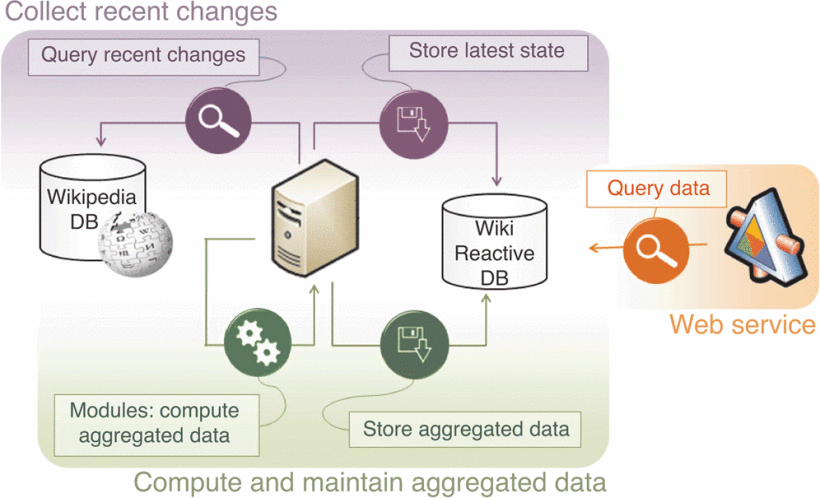 Collect recent changes
Query recent changes
Store latest state
Wikipedia
DB
Wiki
Reactive
DB
Query data
Web service
Modules: compute
aggregated data
Store aggregated data
Compute and maintain aggregated data